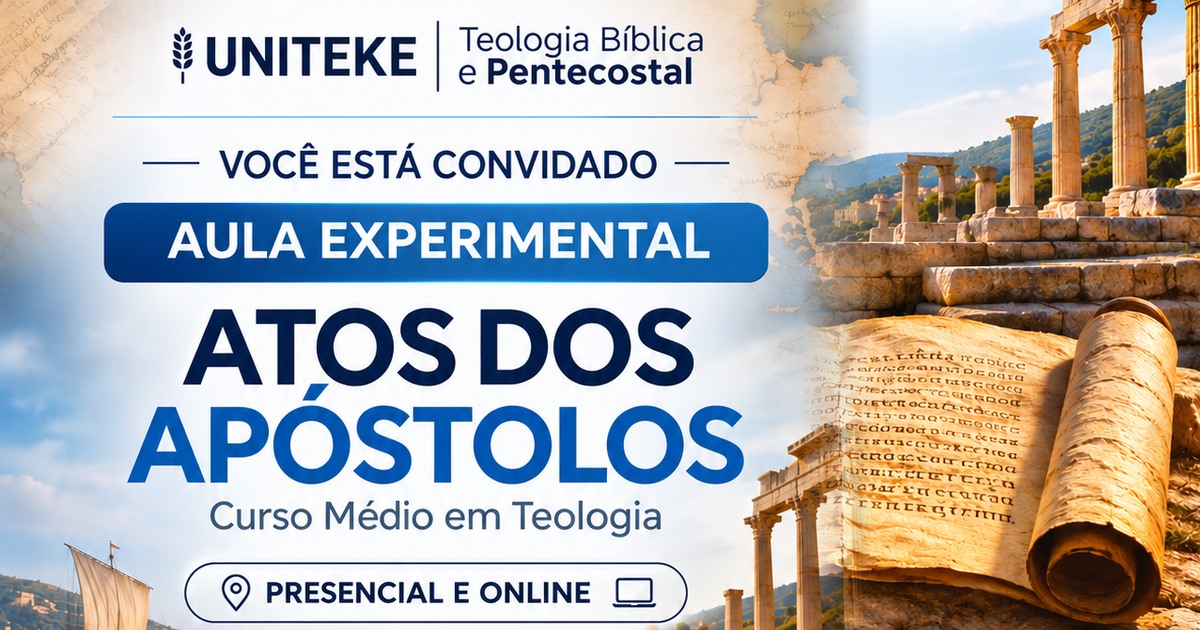 UNITEKE
Teologia Bíblica
e Pentecostal
VOCÊ ESTÁ CONVIDADO
AULA EXPERIMENTAL
ATOS DOS
APÓSTOLOS
Curso Médio em Teologia
PRESENCIAL E ONLINE